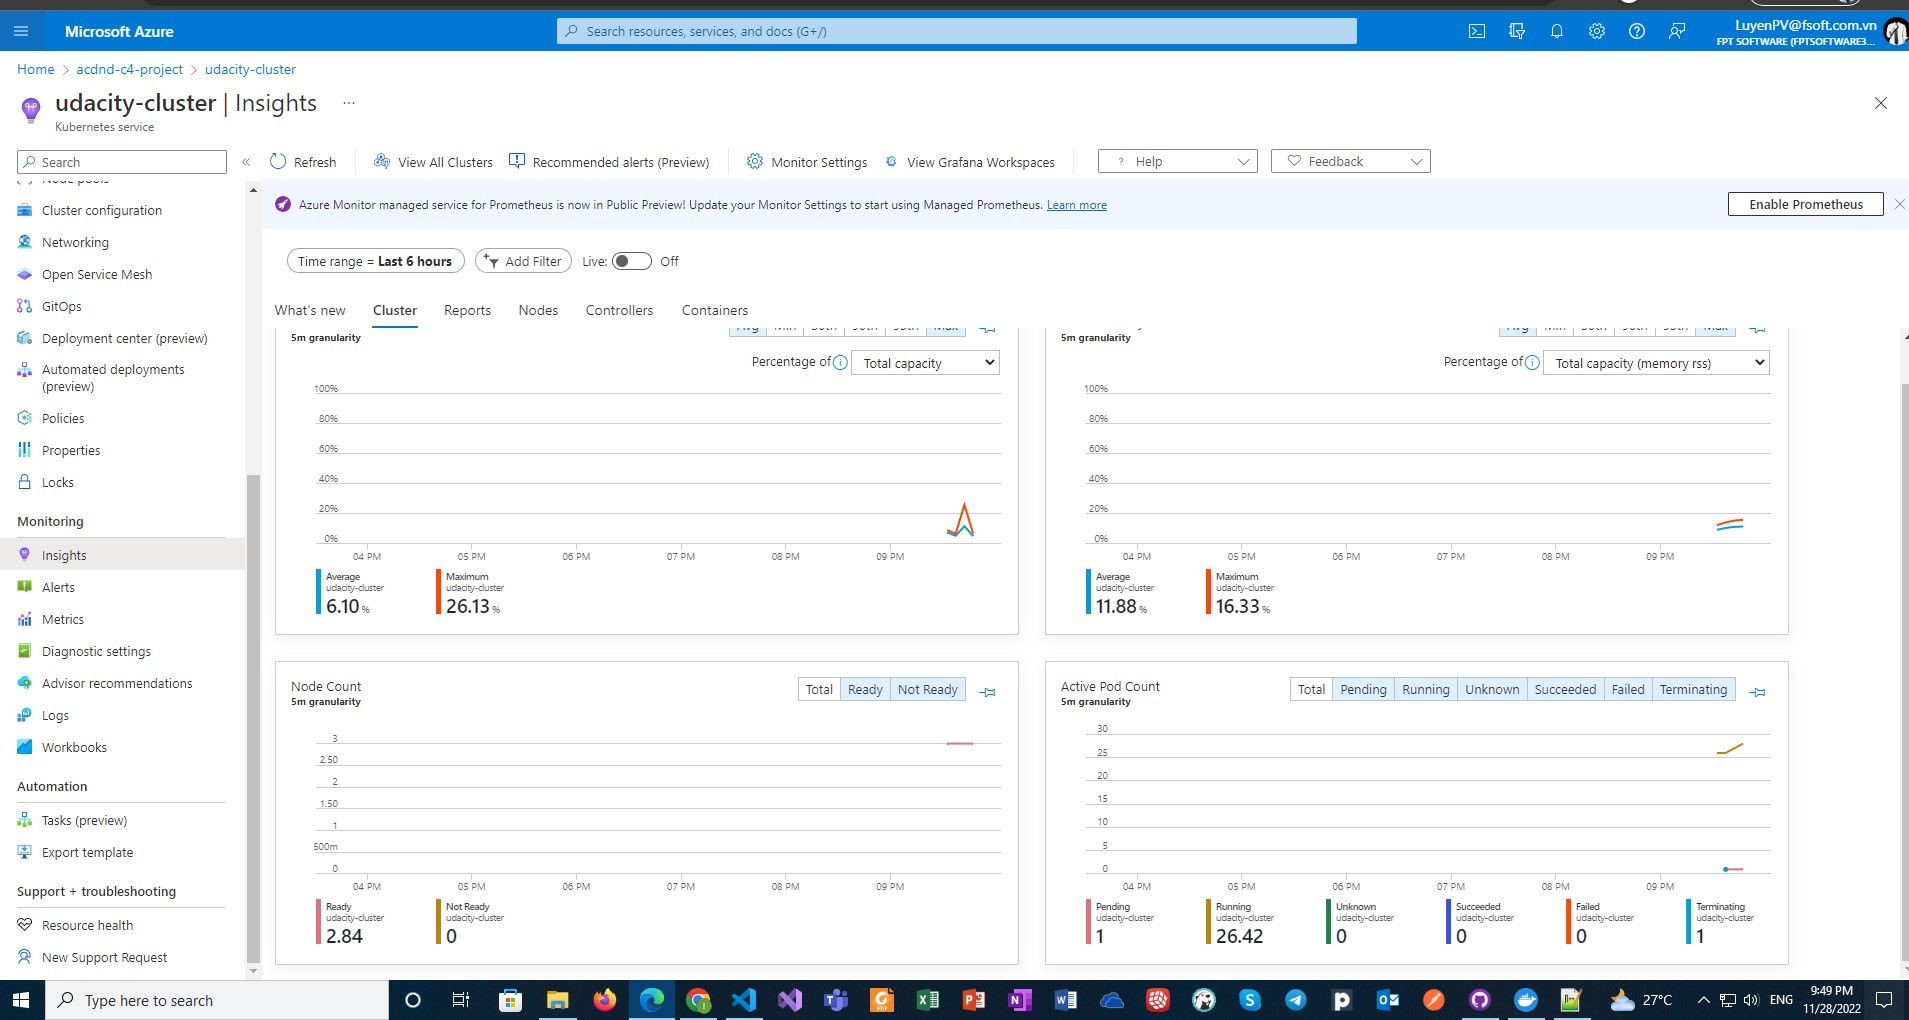 Microsoft Azure
Search resources, services, and docs (G+/)
LuyenPV@fsoft.com.vn
FPT SOFTWARE (FPTSOFTWARE3...
Home > acdnd-c4-project > udacity-cluster
udacity-cluster | Insights ...
Kubernetes service
Search
«
Refresh
View All Clusters
Recommended alerts (Preview)
Monitor Settings
View Grafana Workspaces
? Help
Feedback
Node pools
Cluster configuration
Networking
Open Service Mesh
GitOps
Deployment center (preview)
Automated deployments
(preview)
Policies
Properties
Locks
Monitoring
Insights
Alerts
Metrics
Diagnostic settings
Advisor recommendations
Logs
Workbooks
Automation
Tasks (preview)
Export template
Support + troubleshooting
Resource health
New Support Request
Azure Monitor managed service for Prometheus is now in Public Preview! Update your Monitor Settings to start using Managed Prometheus. Learn more
Enable Prometheus
Time range = Last 6 hours
Add Filter
Live: Off
What's new
Cluster
Reports
Nodes
Controllers
Containers
5m granularity
Avg Min 50th 90th 95th Max
Percentage of Total capacity
100%
80%
60%
40%
20%
0%
04 PM 05 PM 06 PM 07 PM 08 PM 09 PM
Average
udacity-cluster
6.10 %
Maximum
udacity-cluster
26.13 %
5m granularity
Avg Min 50th 90th 95th Max
Percentage of Total capacity (memory rss)
100%
80%
60%
40%
20%
0%
04 PM 05 PM 06 PM 07 PM 08 PM 09 PM
Average
udacity-cluster
11.88 %
Maximum
udacity-cluster
16.33 %
Node Count
5m granularity
Total Ready Not Ready
3
2.50
2
1.50
1
500m
0
04 PM 05 PM 06 PM 07 PM 08 PM 09 PM
Ready
udacity-cluster
2.84
Not Ready
udacity-cluster
0
Active Pod Count
5m granularity
Total Pending Running Unknown Succeeded Failed Terminating
30
25
20
15
10
5
0
04 PM 05 PM 06 PM 07 PM 08 PM 09 PM
Pending
udacity-cluster
1
Running
udacity-cluster
26.42
Unknown
udacity-cluster
0
Succeeded
udacity-cluster
0
Failed
udacity-cluster
0
Terminating
udacity-cluster
1
Type here to search
27°C
ENG
9:49 PM
11/28/2022